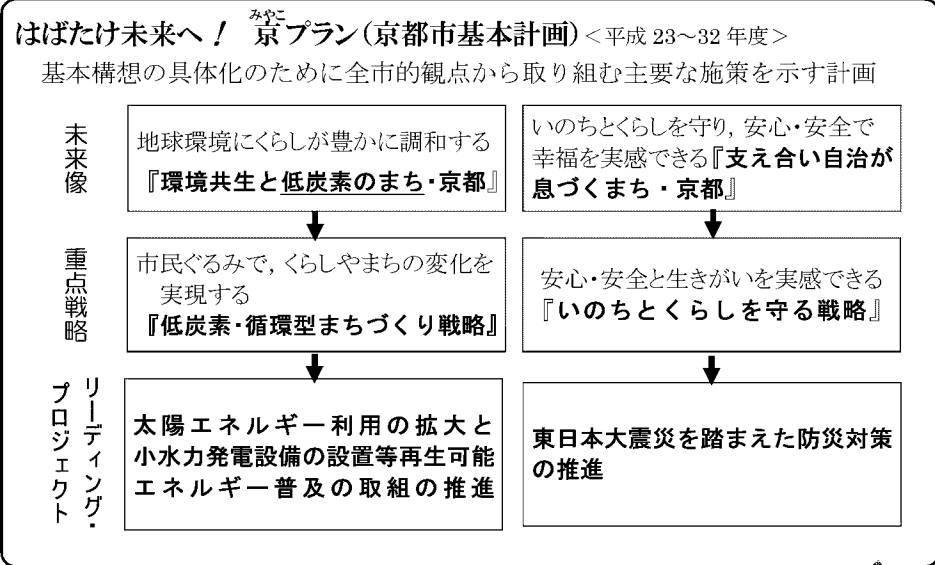 みやこ
はばたけ未来へ! 京プラン(京都市基本計画)<平成23~32年度>
基本構想の具体化のために全市的観点から取り組む主要な施策を示す計画
未来像
地球環境にくらしが豊かに調和する
『環境共生と低炭素のまち・京都』
いのちとくらしを守り,安心・安全で
幸福を実感できる『支え合い自治が
息づくまち・京都』
重点戦略
市民ぐるみで,くらしやまちの変化を
実現する
『低炭素・循環型まちづくり戦略』
安心・安全と生きがいを実感できる
『いのちとくらしを守る戦略』
リーディング・
プロジェクト
太陽エネルギー利用の拡大と
小水力発電設備の設置等再生可能
エネルギー普及の取組の推進
東日本大震災を踏まえた防災対策
の推進